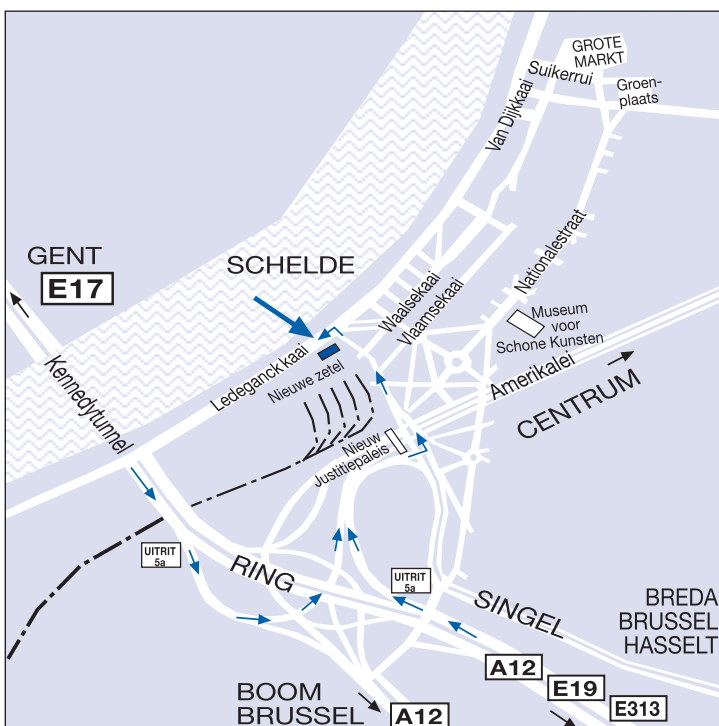 GROTE
MARKT
Suikerrui
Groen-
plaats
Van Dijkkaai
GENT
E17
SCHELDE
Nationalestraat
Waalsekaai
Vlaamsekaai
Museum
voor
Schone Kunsten
Kennedytunnel
Ledeganckkaai
Nieuwe zetel
Amerikalei
CENTRUM
Nieuw
Justitiepaleis
UITRIT
5a
RING
UITRIT
5a
SINGEL
BREDA
BRUSSEL
HASSELT
A12
E19
E313
BOOM
BRUSSEL
A12